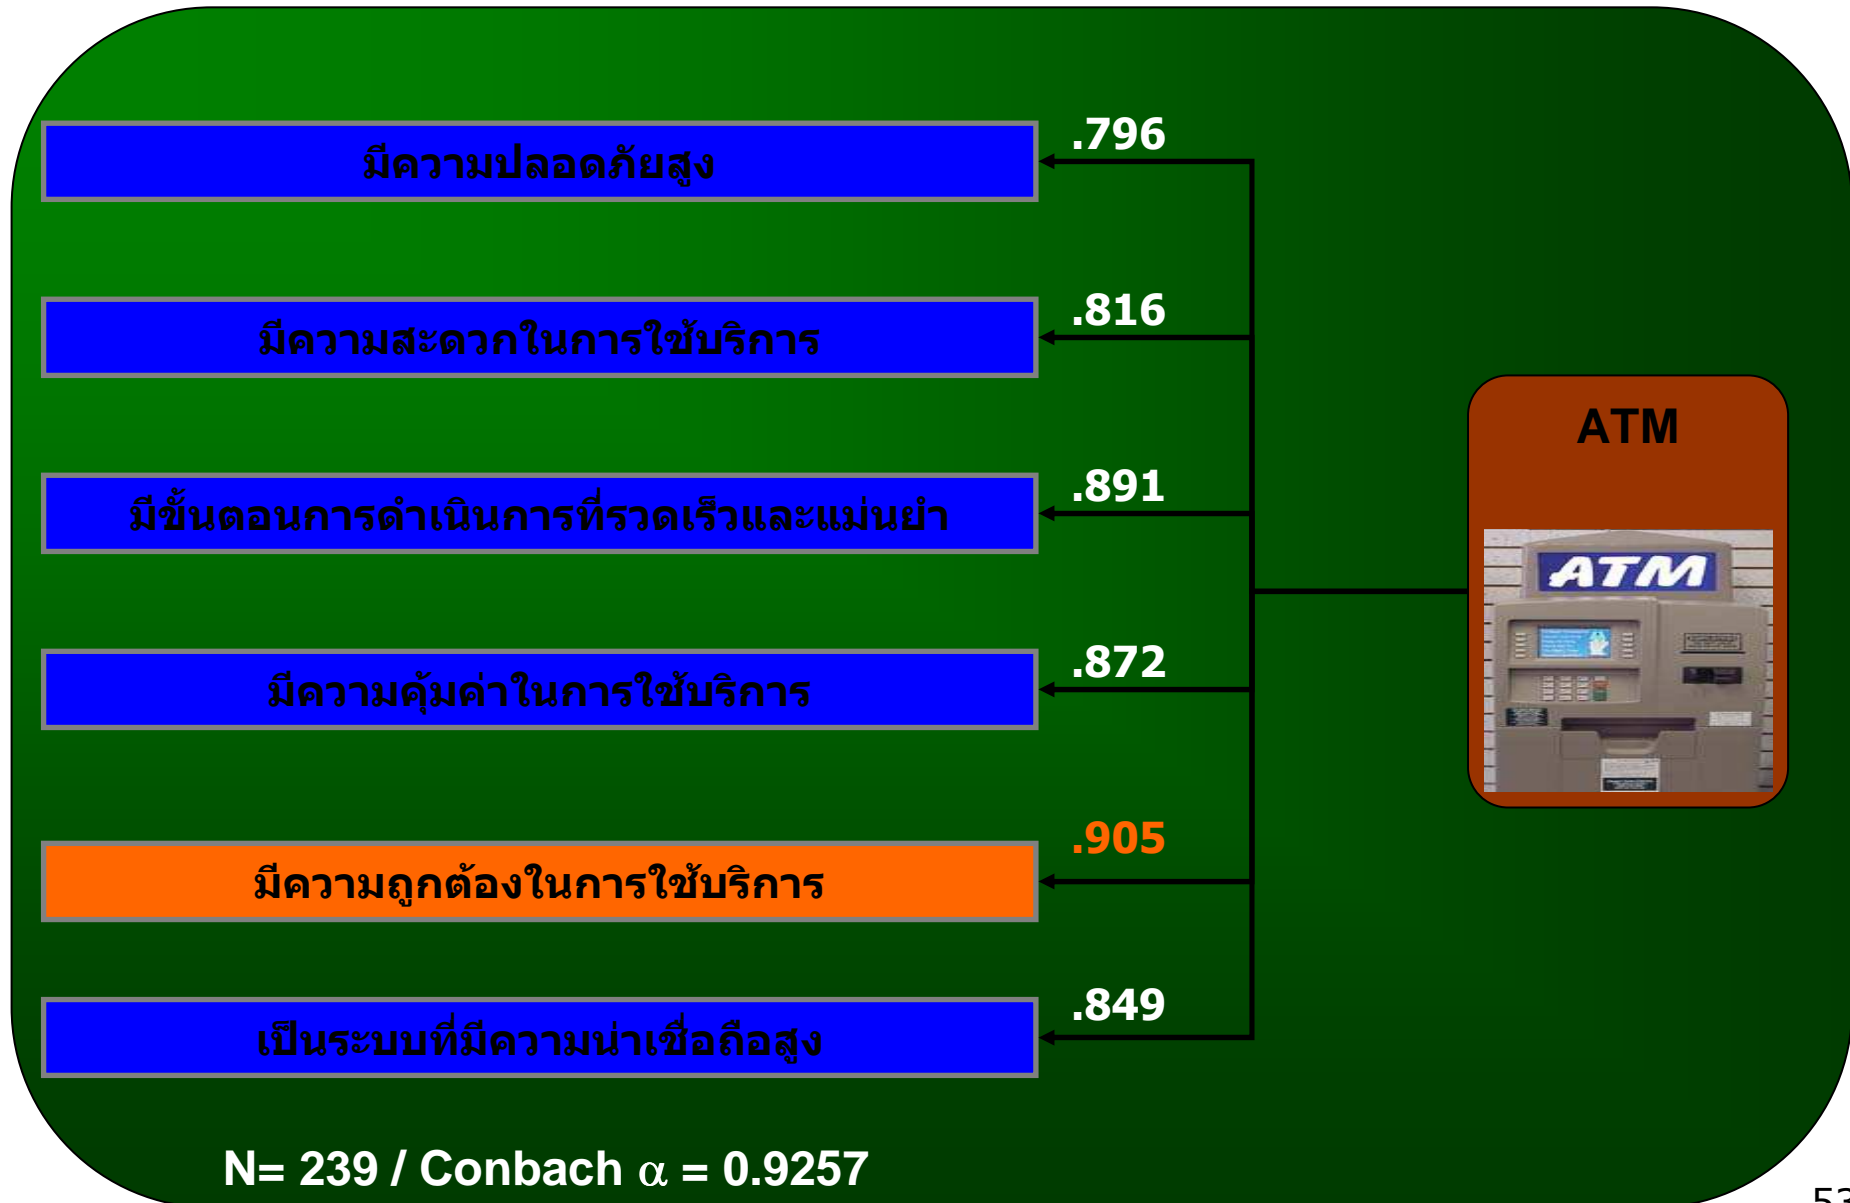 .796
มีความปลอดภัยสูง
.816
มีความสะดวกในการใช้บริการ
ATM
.891
มีขั้นตอนการดำเนินการที่รวดเร็วและแม่นยำ
ATM
.872
มีความคุ้มค่าในการใช้บริการ
.905
มีความถูกต้องในการใช้บริการ
.849
เป็นระบบที่มีความน่าเชื่อถือสูง
N= 239 / Conbach α = 0.9257